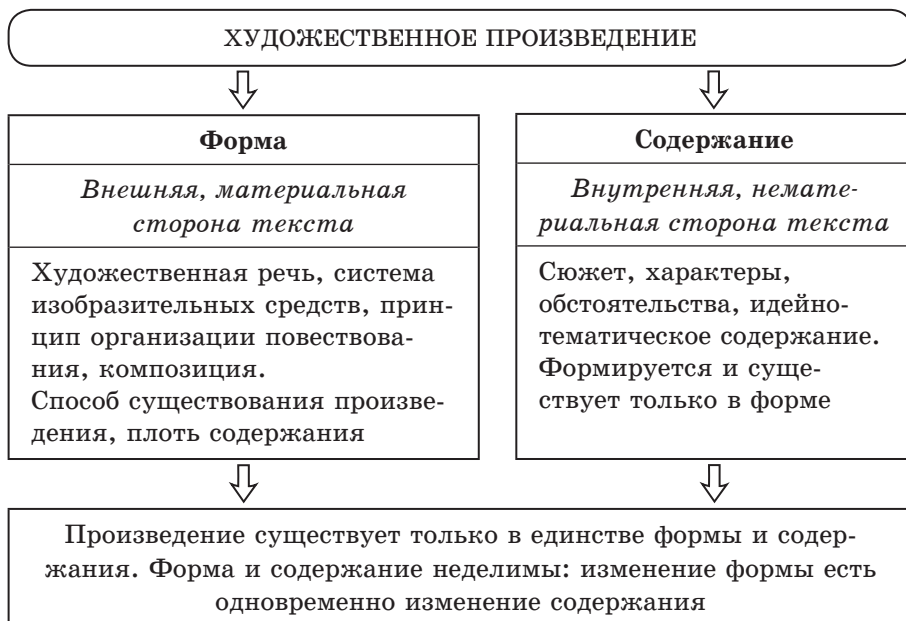 ХУДОЖЕСТВЕННОЕ ПРОИЗВЕДЕНИЕ
Форма
Внешняя, материальная
сторона текста
Художественная речь, система
изобразительных средств, прин-
цип организации повествова-
ния, композиция.
Способ существования произве-
дения, плоть содержания
Содержание
Внутренняя, немате-
риальная сторона текста
Сюжет, характеры,
обстоятельства, идейно-
тематическое содержание.
Формируется и суще-
ствует только в форме
Произведение существует только в единстве формы и содер-
жания. Форма и содержание неделимы: изменение формы есть
одновременно изменение содержания